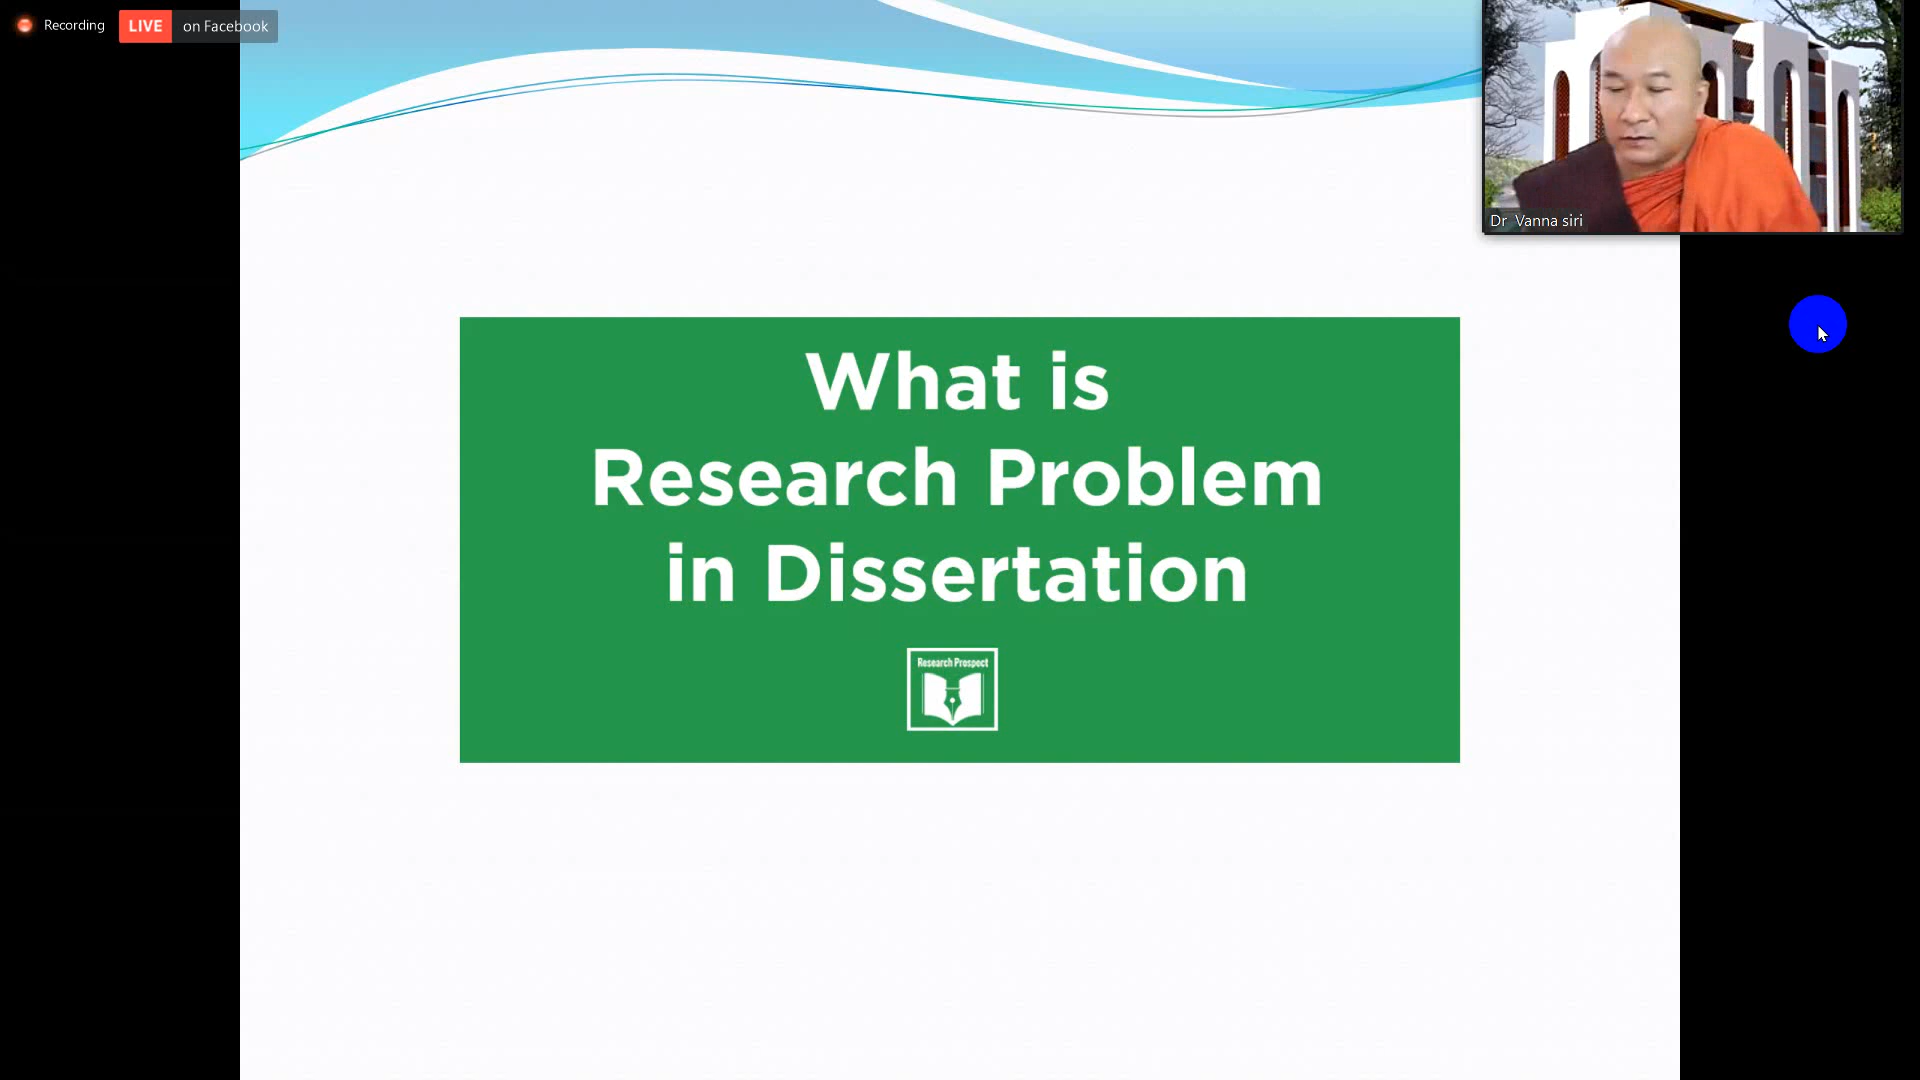 Recording
LIVE on Facebook
Dr Vanna siri
What is
Research Problem
in Dissertation
Research Prospect